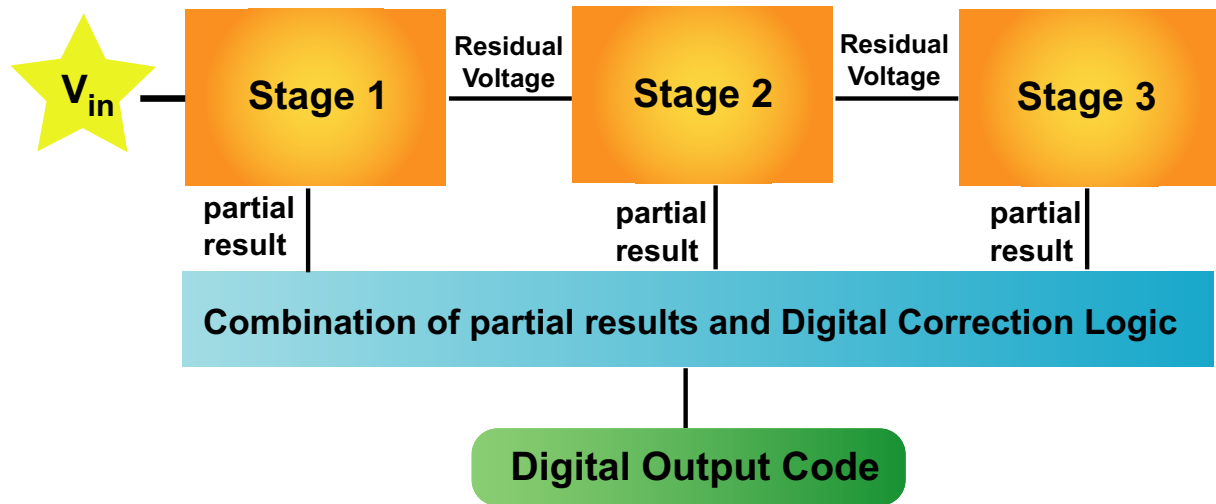 V_in
Stage 1
Residual
Voltage
Stage 2
Residual
Voltage
Stage 3
partial
result
partial
result
partial
result
Combination of partial results and Digital Correction Logic
Digital Output Code